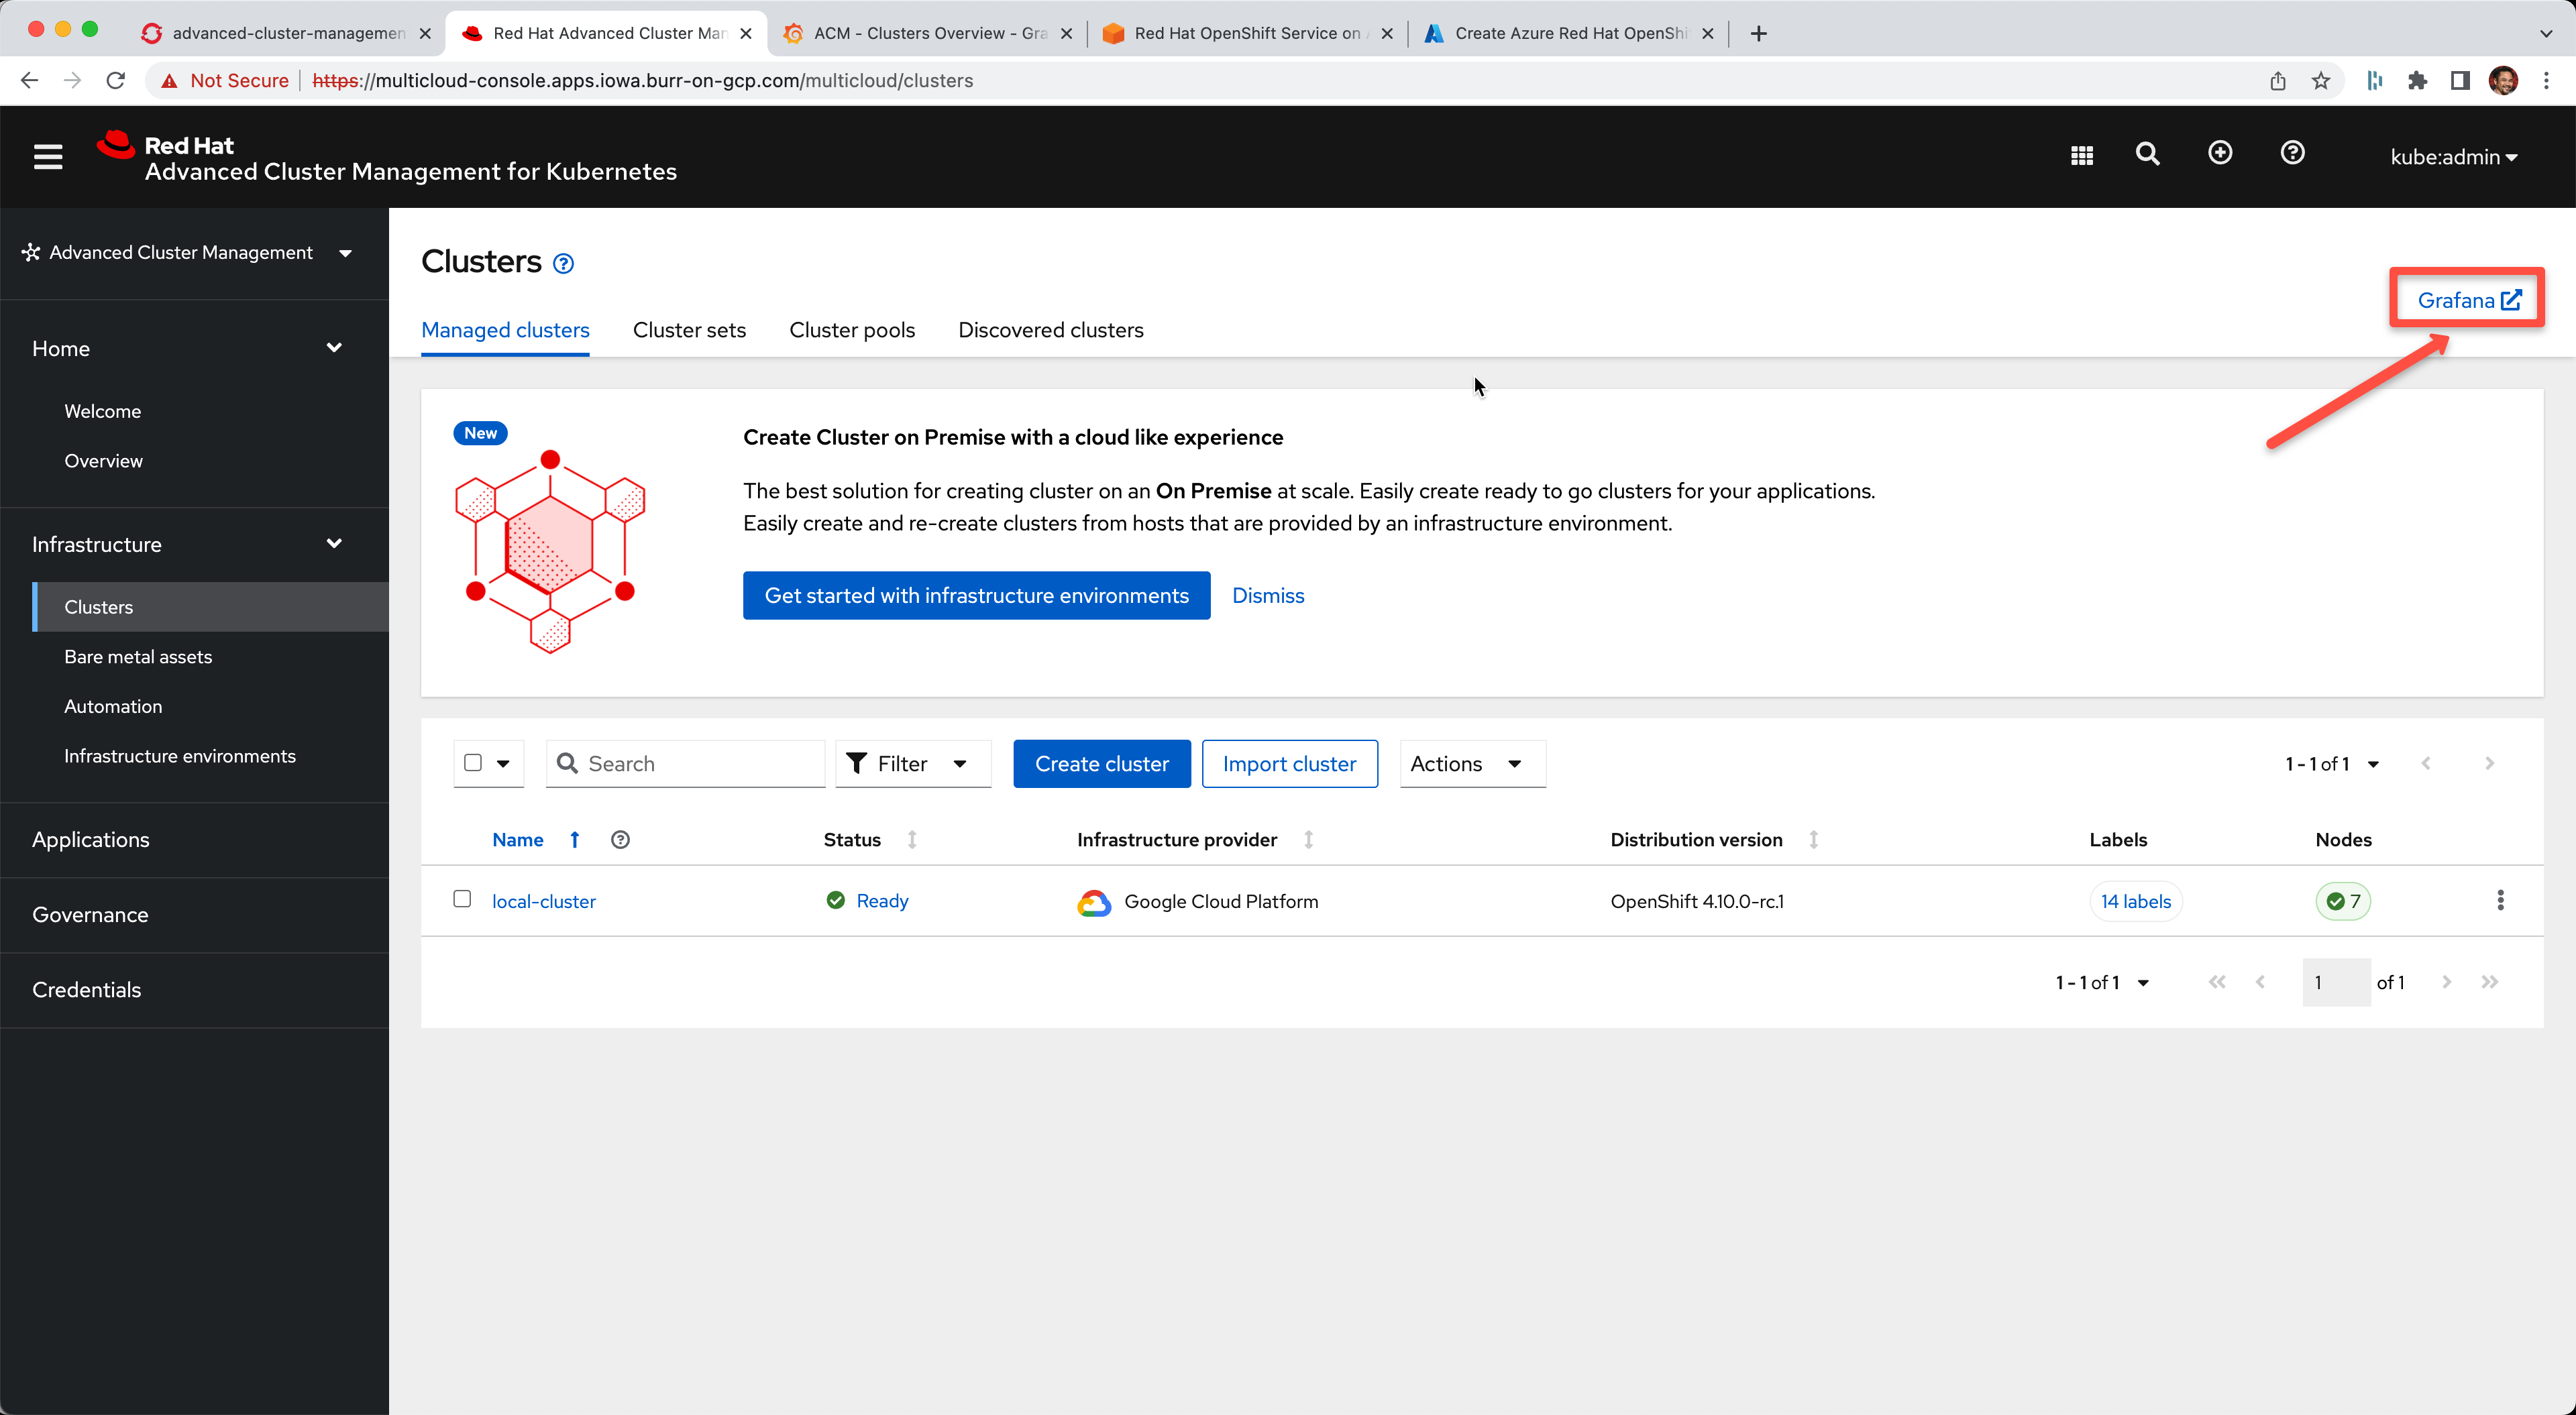 advanced-cluster-managemen
Red Hat Advanced Cluster Man
ACM - Clusters Overview - Gra
Red Hat OpenShift Service on
Create Azure Red Hat OpenShi
Not Secure
https://multicloud-console.apps.iowa.burr-on-gcp.com/multicloud/clusters
Red Hat
Advanced Cluster Management for Kubernetes
kube:admin
Advanced Cluster Management
Home
Welcome
Overview
Infrastructure
Clusters
Bare metal assets
Automation
Infrastructure environments
Applications
Governance
Credentials
Clusters
Grafana
Managed clusters Cluster sets Cluster pools Discovered clusters
New
Create Cluster on Premise with a cloud like experience
The best solution for creating cluster on an On Premise at scale. Easily create ready to go clusters for your applications.
Easily create and re-create clusters from hosts that are provided by an infrastructure environment.
Get started with infrastructure environments Dismiss
Search Filter Create cluster Import cluster Actions 1 - 1 of 1
Name Status Infrastructure provider Distribution version Labels Nodes
local-cluster Ready Google Cloud Platform OpenShift 4.10.0-rc.1 14 labels 7
1 - 1 of 1 1 of 1